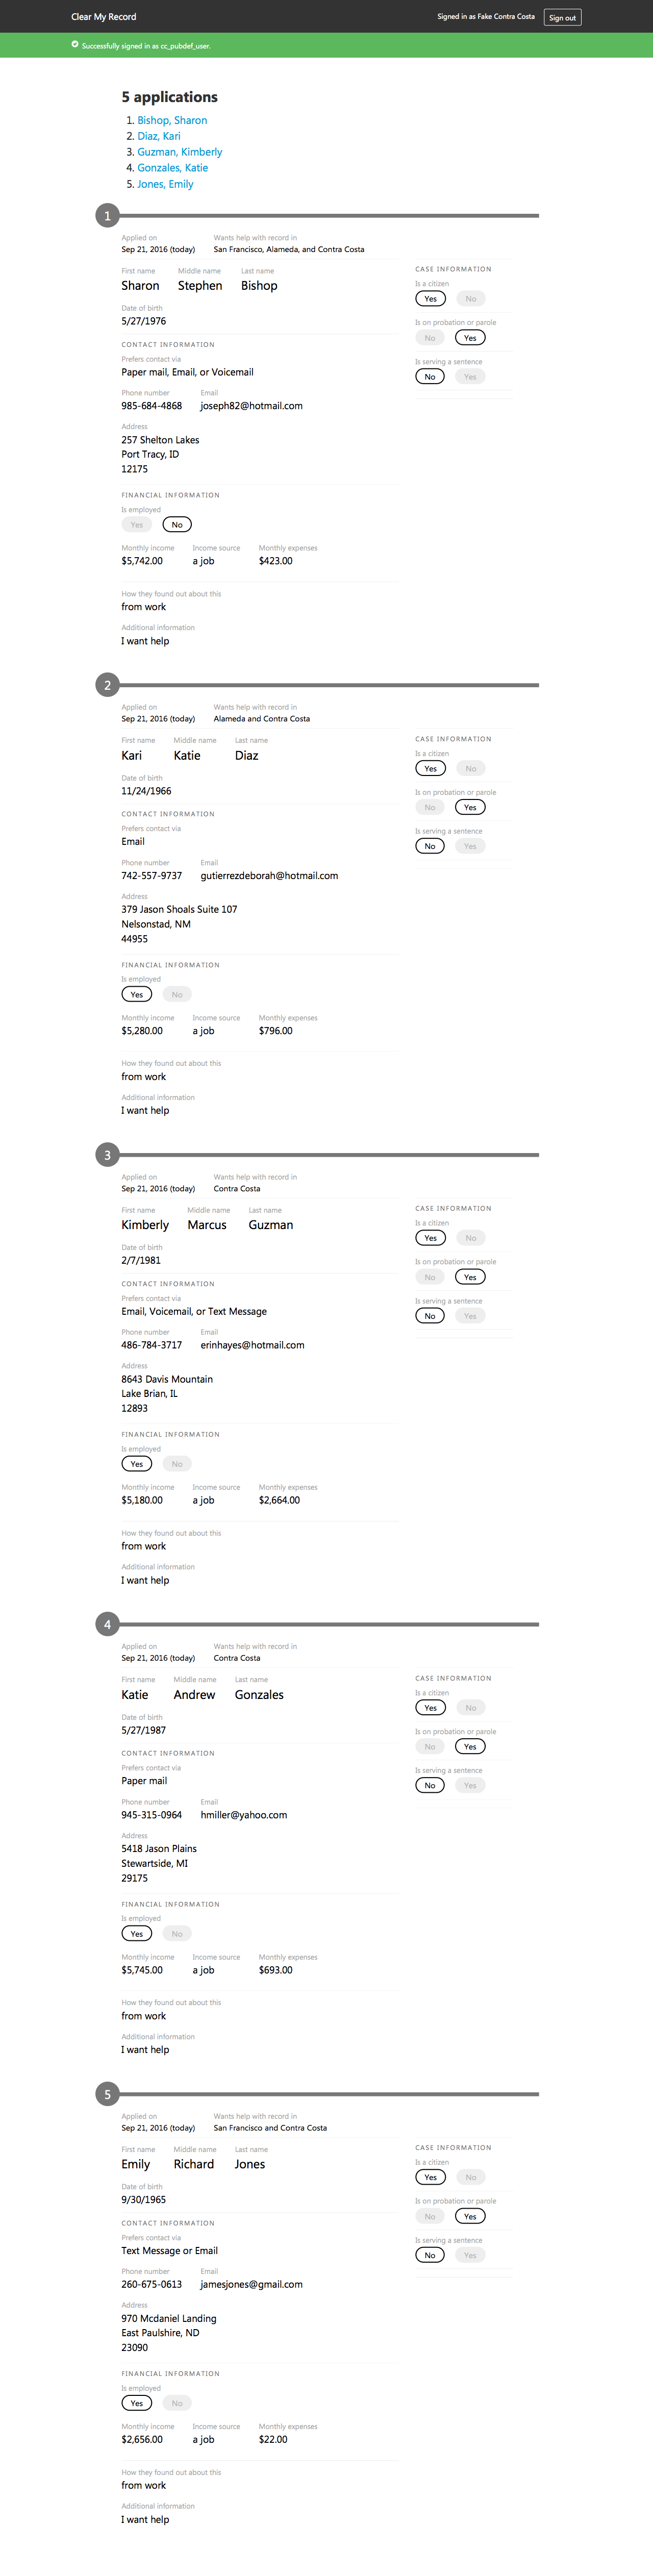 Clear My Record
Signed in as Fake Contra Costa Sign out
Successfully signed in as cc_pubdef_user.
5 applications
1. Bishop, Sharon
2. Diaz, Kari
3. Guzman, Kimberly
4. Gonzales, Katie
5. Jones, Emily
1
Applied on Wants help with record in
Sep 21, 2016 (today) San Francisco, Alameda, and Contra Costa
First name Middle name Last name
Sharon Stephen Bishop
Date of birth
5/27/1976
CONTACT INFORMATION
Prefers contact via
Paper mail, Email, or Voicemail
Phone number Email
985-684-4868 joseph82@hotmail.com
Address
257 Shelton Lakes
Port Tracy, ID
12175
FINANCIAL INFORMATION
Is employed
Yes No
Monthly income Income source Monthly expenses
$5,742.00 a job $423.00
How they found out about this
from work
Additional information
I want help
CASE INFORMATION
Is a citizen
Yes No
Is on probation or parole
No Yes
Is serving a sentence
No Yes
2
Applied on Wants help with record in
Sep 21, 2016 (today) Alameda and Contra Costa
First name Middle name Last name
Kari Katie Diaz
Date of birth
11/24/1966
CONTACT INFORMATION
Prefers contact via
Email
Phone number Email
742-557-9737 gutierrezdeborah@hotmail.com
Address
379 Jason Shoals Suite 107
Nelsonstad, NM
44955
FINANCIAL INFORMATION
Is employed
Yes No
Monthly income Income source Monthly expenses
$5,280.00 a job $796.00
How they found out about this
from work
Additional information
I want help
CASE INFORMATION
Is a citizen
Yes No
Is on probation or parole
No Yes
Is serving a sentence
No Yes
3
Applied on Wants help with record in
Sep 21, 2016 (today) Contra Costa
First name Middle name Last name
Kimberly Marcus Guzman
Date of birth
2/7/1981
CONTACT INFORMATION
Prefers contact via
Email, Voicemail, or Text Message
Phone number Email
486-784-3717 erinhayes@hotmail.com
Address
8643 Davis Mountain
Lake Brian, IL
12893
FINANCIAL INFORMATION
Is employed
Yes No
Monthly income Income source Monthly expenses
$5,180.00 a job $2,664.00
How they found out about this
from work
Additional information
I want help
CASE INFORMATION
Is a citizen
Yes No
Is on probation or parole
No Yes
Is serving a sentence
No Yes
4
Applied on Wants help with record in
Sep 21, 2016 (today) Contra Costa
First name Middle name Last name
Katie Andrew Gonzales
Date of birth
5/27/1987
CONTACT INFORMATION
Prefers contact via
Paper mail
Phone number Email
945-315-0964 hmiller@yahoo.com
Address
5418 Jason Plains
Stewartside, MI
29175
FINANCIAL INFORMATION
Is employed
Yes No
Monthly income Income source Monthly expenses
$5,745.00 a job $693.00
How they found out about this
from work
Additional information
I want help
CASE INFORMATION
Is a citizen
Yes No
Is on probation or parole
No Yes
Is serving a sentence
No Yes
5
Applied on Wants help with record in
Sep 21, 2016 (today) San Francisco and Contra Costa
First name Middle name Last name
Emily Richard Jones
Date of birth
9/30/1965
CONTACT INFORMATION
Prefers contact via
Text Message or Email
Phone number Email
260-675-0613 jamesjones@gmail.com
Address
970 Mcdaniel Landing
East Paulshire, ND
23090
FINANCIAL INFORMATION
Is employed
Yes No
Monthly income Income source Monthly expenses
$2,656.00 a job $22.00
How they found out about this
from work
Additional information
I want help
CASE INFORMATION
Is a citizen
Yes No
Is on probation or parole
No Yes
Is serving a sentence
No Yes